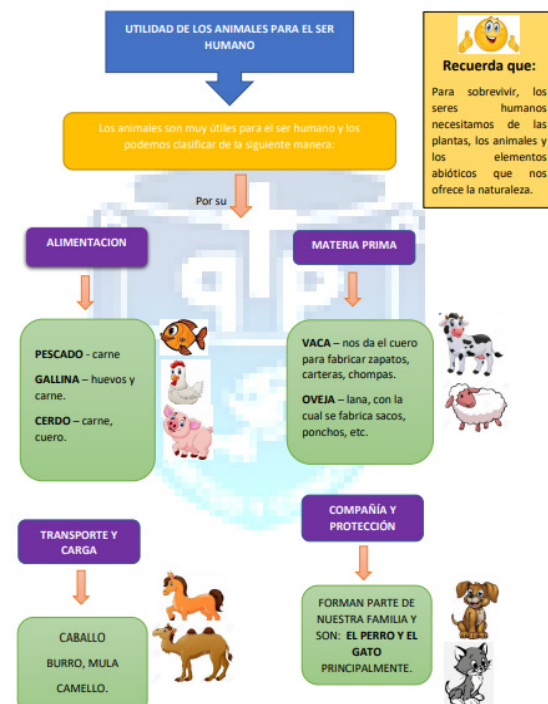 UTILIDAD DE LOS ANIMALES PARA EL SER
HUMANO
Recuerda que:
Para sobrevivir, los
seres humanos
necesitamos de las
plantas, los animales y
los elementos
abióticos que nos
ofrece la naturaleza.
Los animales son muy útiles para el ser humano y los
podemos clasificar de la siguiente manera:
Por su
ALIMENTACION
PESCADO - carne
GALLINA – huevos y
carne.
CERDO – carne,
cuero.
MATERIA PRIMA
VACA – nos da el cuero
para fabricar zapatos,
carteras, chompas.
OVEJA – lana, con la
cual se fabrica sacos,
ponchos, etc.
TRANSPORTE Y
CARGA
CABALLO
BURRO, MULA
CAMELLO.
COMPAÑÍA Y
PROTECCIÓN
FORMAN PARTE DE
NUESTRA FAMILIA Y
SON: EL PERRO Y EL
GATO
PRINCIPALMENTE.